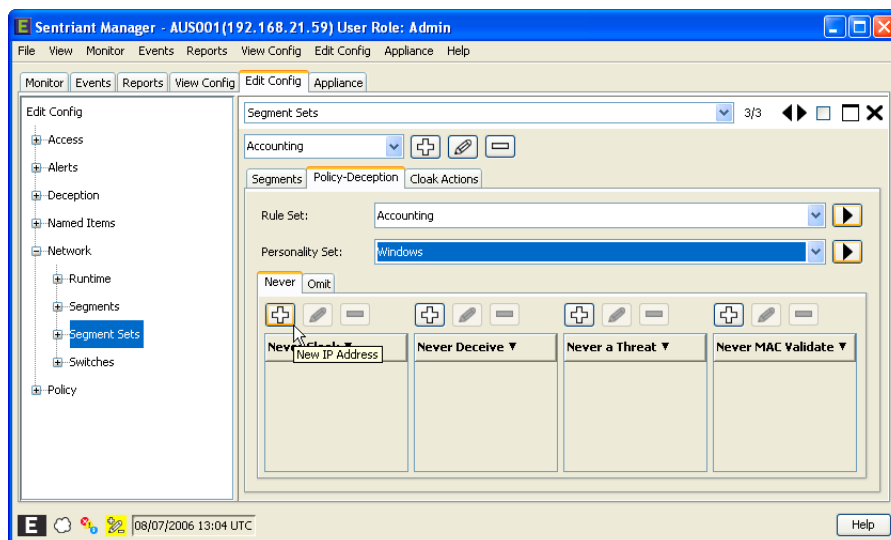 E Sentriant Manager - AUS001(192.168.21.59) User Role: Admin
File View Monitor Events Reports View Config Edit Config Appliance Help
Monitor Events Reports View Config Edit Config Appliance
Edit Config
Access
Alerts
Deception
Named Items
Network
Runtime
Segments
Segment Sets
Switches
Policy
Segment Sets 3/3
Accounting
Segments Policy-Deception Cloak Actions
Rule Set: Accounting
Personality Set: Windows
Never Omit
Never Cloak Never Deceive Never a Threat Never MAC Validate
New IP Address
E 08/07/2006 13:04 UTC Help